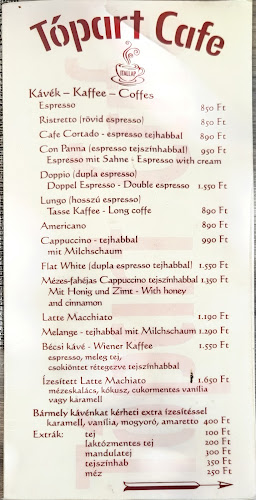 Tópart Cafe
ITALLAP
Kávék – Kaffee – Coffes
Espresso 850 Ft
Ristretto (rövid espresso) 850 Ft
Cafe Cortado - espresso tejhabbal 890 Ft
Con Panna (espresso tejszínhabbal) 950 Ft
Espresso mit Sahne - Espresso with cream
Doppio (dupla espresso)
Doppel Espresso - Double espresso 1.550 Ft
Lungo (hosszú espresso)
Tasse Kaffee - Long coffe 890 Ft
Americano 890 Ft
Cappuccino - tejhabbal 990 Ft
mit Milchschaum
Flat White (dupla espresso tejhabbal) 1.550 Ft
Mézes-fahéjas Cappuccino tejszínhabbal 1.350 Ft
Mit Honig und Zimt - With honey
and cinnamon
Latte Macchiato 1.190 Ft
Melange - tejhabbal mit Milchschaum 1.290 Ft
Bécsi kávé - Wiener Kaffee 1.550 Ft
espresso, meleg tej,
csokiöntet rétegezve tejszínhabbal
Ízesített Latte Machiato 1.650 Ft
mézeskalács, kókusz, cukormentes vanília
vagy karamell
Bármely kávénkat kérheti extra ízesítéssel
karamell, vanília, mogyoró, amaretto 400 Ft
Extrák: tej 100 Ft
laktózmentes tej 200 Ft
mandulatej 300 Ft
tejszínhab 350 Ft
méz 250 Ft